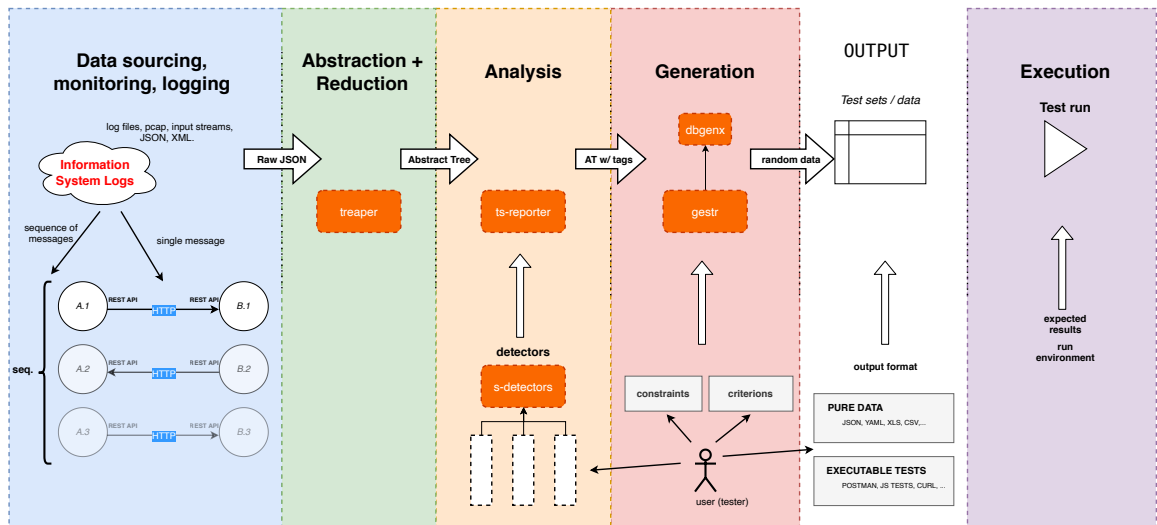 Data sourcing,
monitoring, logging
log files, pcap, input streams,
JSON, XML.
Information
System Logs
sequence of
messages
single message
seq.
A.1
REST API
HTTP
REST API
B.1
A.2
REST API
HTTP
REST API
B.2
A.3
REST API
HTTP
REST API
B.3
Raw JSON
Abstraction +
Reduction
treaper
Abstract Tree
Analysis
ts-reporter
detectors
s-detectors
AT w/ tags
Generation
dbgenx
gestr
constraints
criterions
user (tester)
random data
OUTPUT
Test sets / data
output format
PURE DATA
JSON, YAML, XLS, CSV,...
EXECUTABLE TESTS
POSTMAN, JS TESTS, CURL, ...
Execution
Test run
expected
results
run
environment